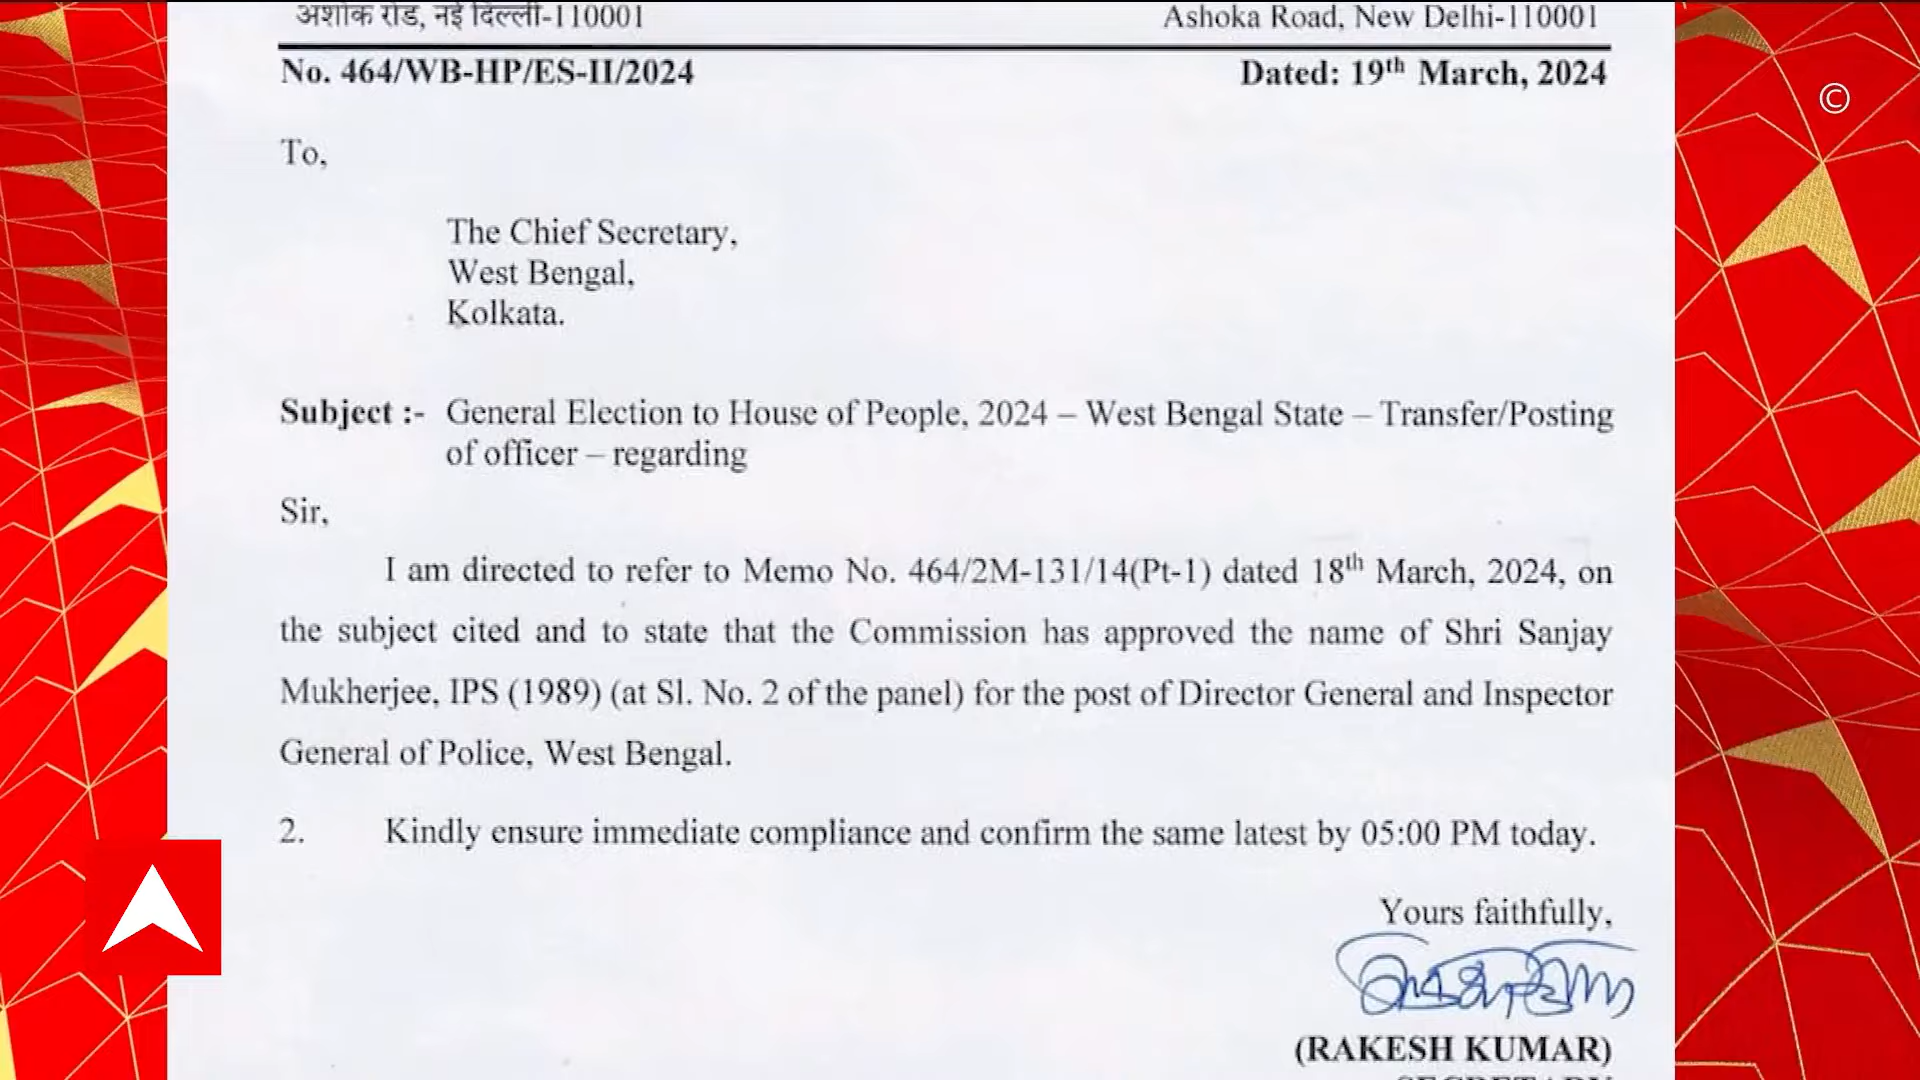 अशोक रोड, नई दिल्ली-110001
Ashoka Road, New Delhi-110001
No. 464/WB-HP/ES-II/2024
Dated: 19th March, 2024
©
To,
The Chief Secretary,
West Bengal,
Kolkata.
Subject :- General Election to House of People, 2024 – West Bengal State – Transfer/Posting
of officer – regarding
Sir,
I am directed to refer to Memo No. 464/2M-131/14(Pt-1) dated 18th March, 2024, on
the subject cited and to state that the Commission has approved the name of Shri Sanjay
Mukherjee, IPS (1989) (at Sl. No. 2 of the panel) for the post of Director General and Inspector
General of Police, West Bengal.
2. Kindly ensure immediate compliance and confirm the same latest by 05:00 PM today.
Yours faithfully,
(RAKESH KUMAR)